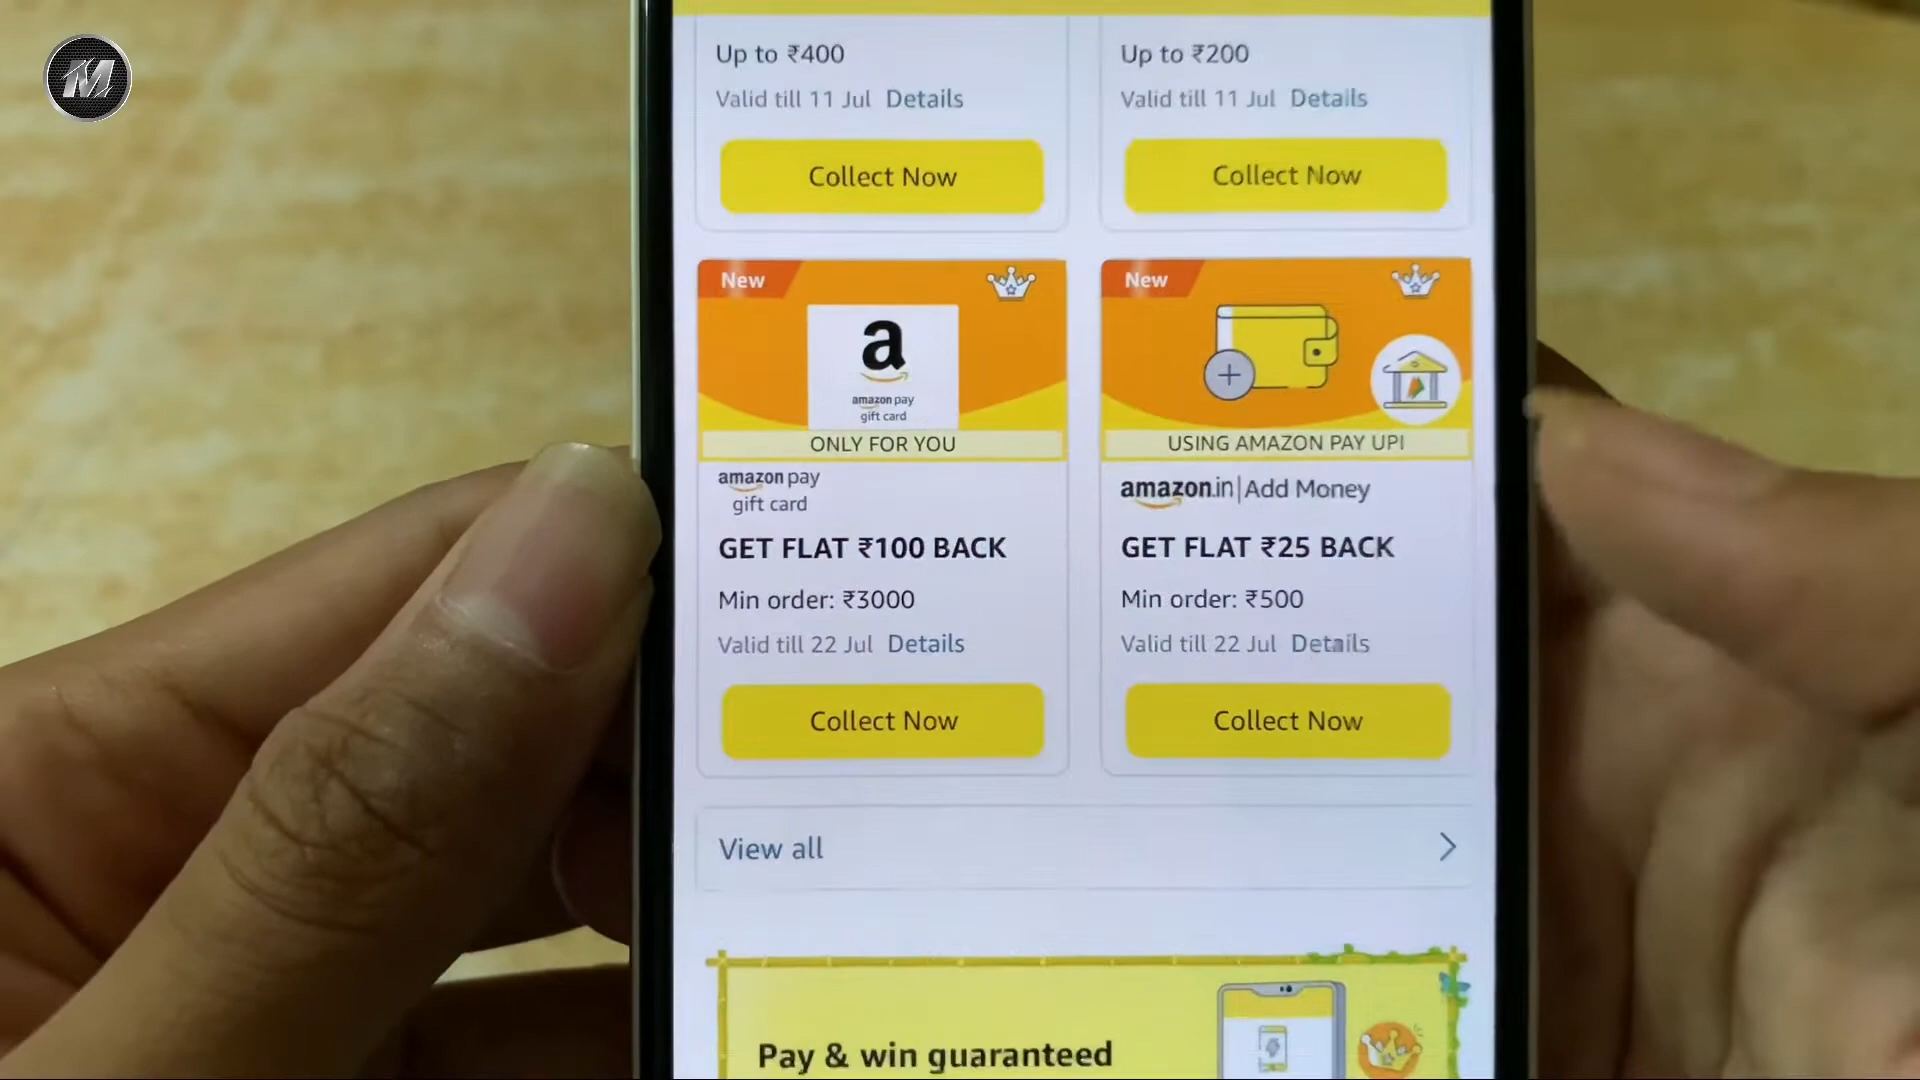 M
Up to ₹400
Valid till 11 Jul Details
Collect Now
Up to ₹200
Valid till 11 Jul Details
Collect Now
New
a
amazon pay
gift card
ONLY FOR YOU
amazon pay
gift card
GET FLAT ₹100 BACK
Min order: ₹3000
Valid till 22 Jul Details
Collect Now
New
USING AMAZON PAY UPI
amazon.in|Add Money
GET FLAT ₹25 BACK
Min order: ₹500
Valid till 22 Jul Details
Collect Now
View all
Pay & win guaranteed